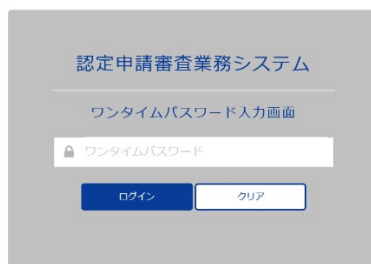 認定申請審査業務システム
ワンタイムパスワード入力画面
ワンタイムパスワード
ログイン
クリア